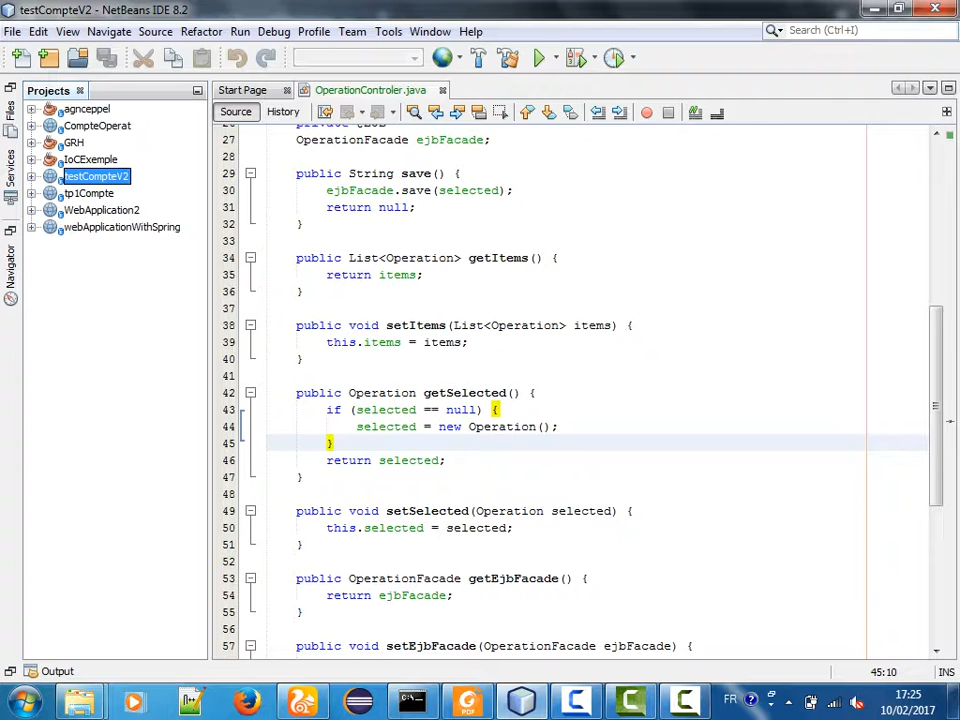 testCompteV2 - NetBeans IDE 8.2
File Edit View Navigate Source Refactor Run Debug Profile Team Tools Window Help
Search (Ctrl+I)
Projects
Start Page
OperationControler.java
Files
Services
Navigator
agnceppel
CompteOperat
GRH
IoCExemple
testCompteV2
tp1Compte
WebApplication2
webApplicationWithSpring
Source History
27 OperationFacade ejbFacade;
28
29 public String save() {
30 ejbFacade.save(selected);
31 return null;
32 }
33
34 public List<Operation> getItems() {
35 return items;
36 }
37
38 public void setItems(List<Operation> items) {
39 this.items = items;
40 }
41
42 public Operation getSelected() {
43 if (selected == null) {
44 selected = new Operation();
45 }
46 return selected;
47 }
48
49 public void setSelected(Operation selected) {
50 this.selected = selected;
51 }
52
53 public OperationFacade getEjbFacade() {
54 return ejbFacade;
55 }
56
57 public void setEjbFacade(OperationFacade ejbFacade) {
Output
45:10
INS
FR
17:25
10/02/2017